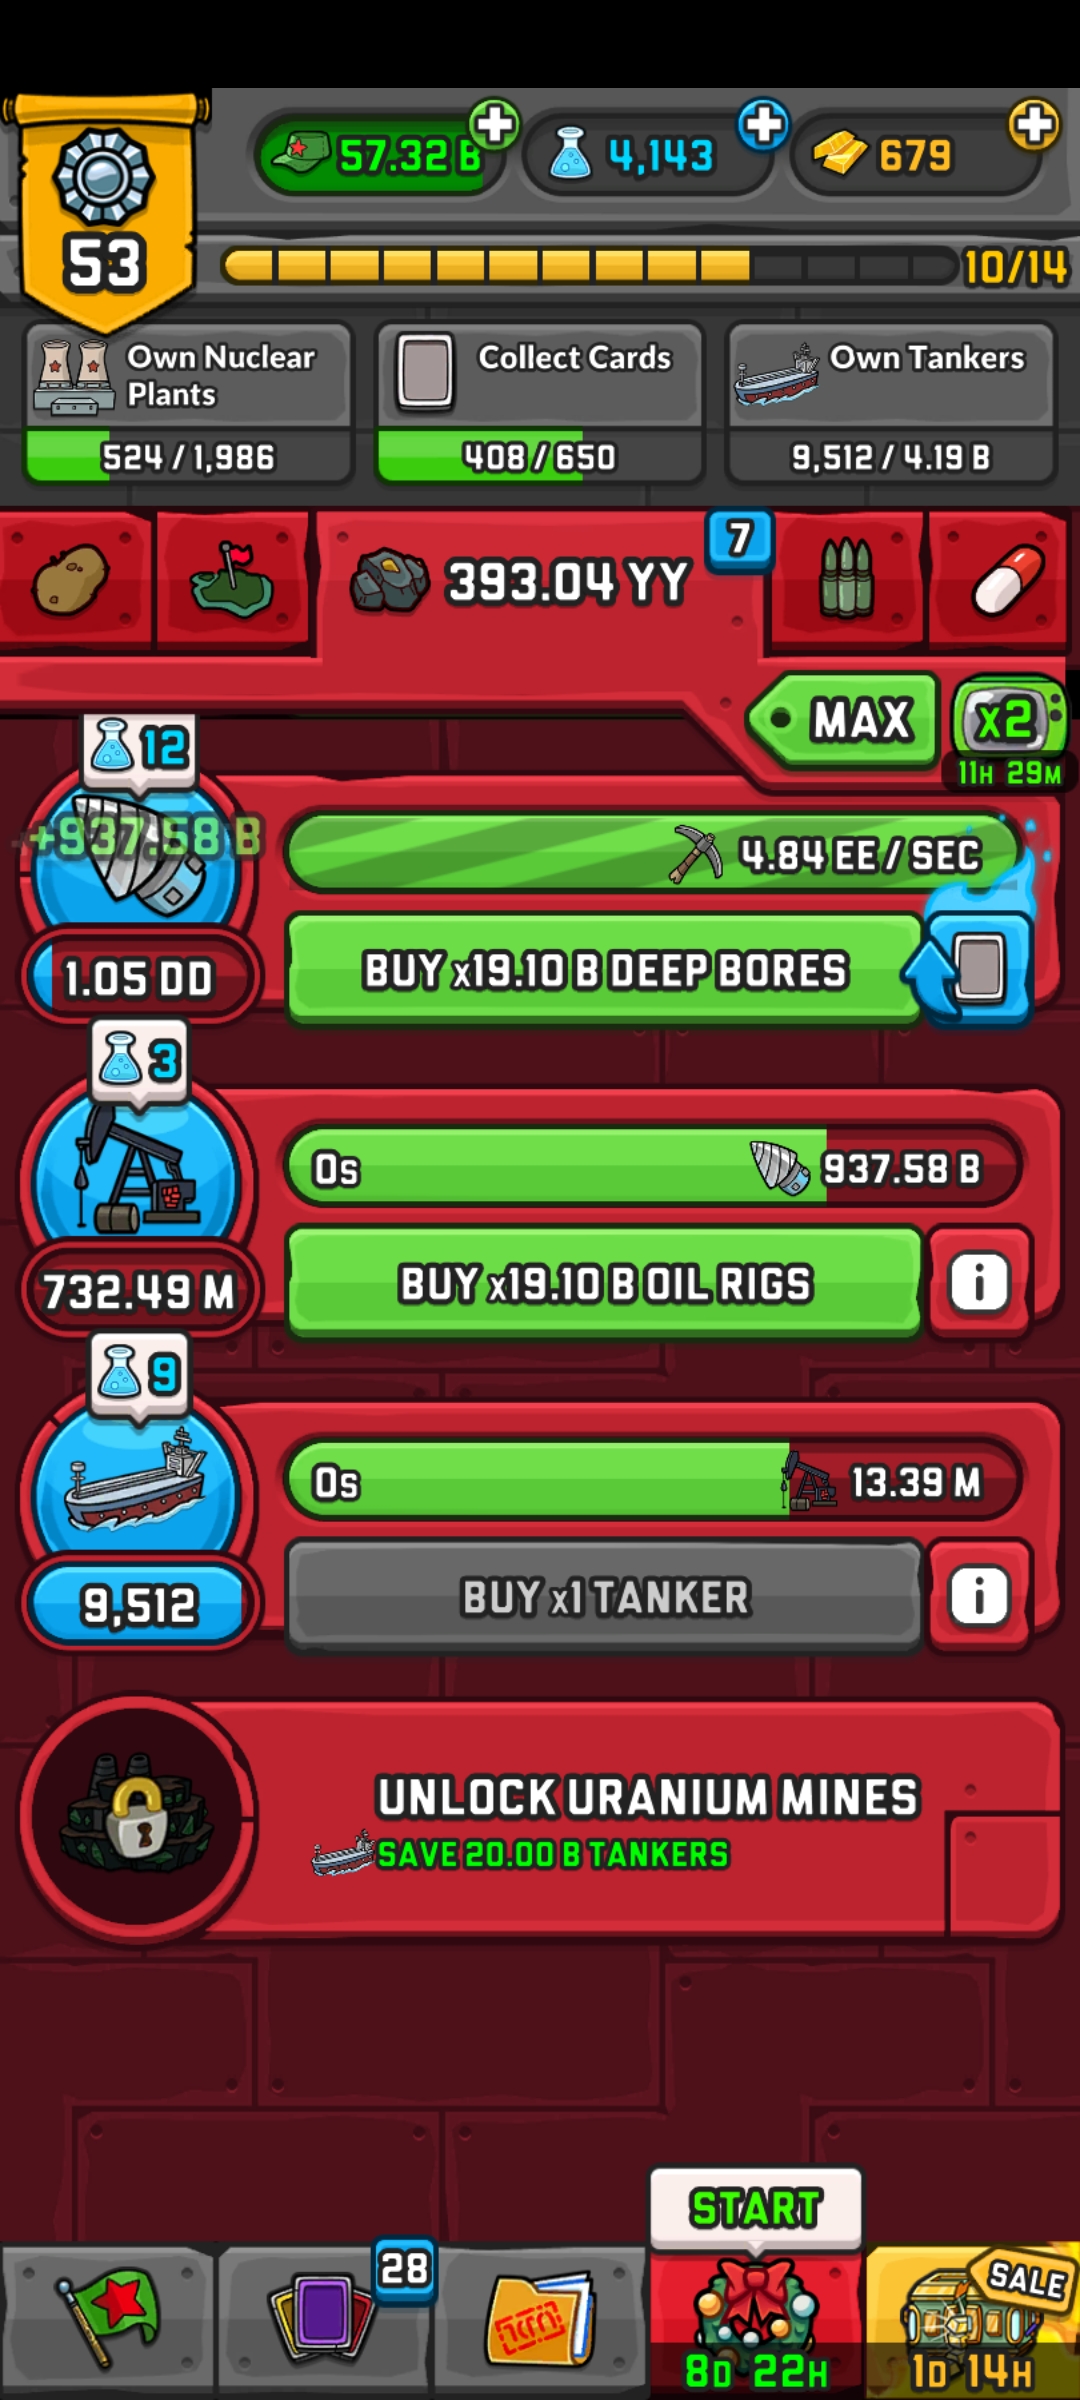 53
57.32 B
4,143
679
10/14
Own Nuclear
Plants
524 / 1,986
Collect Cards
408 / 650
Own Tankers
9,512 / 4.19 B
393.04 YY
7
MAX
x2
11H 29M
12
+937.58 B
4.84 EE / SEC
1.05 DD
BUY x19.10 B DEEP BORES
3
0s
937.58 B
732.49 M
BUY x19.10 B OIL RIGS
i
9
0s
13.39 M
9,512
BUY x1 TANKER
i
UNLOCK URANIUM MINES
SAVE 20.00 B TANKERS
START
28
SALE
8D 22H
1D 14H